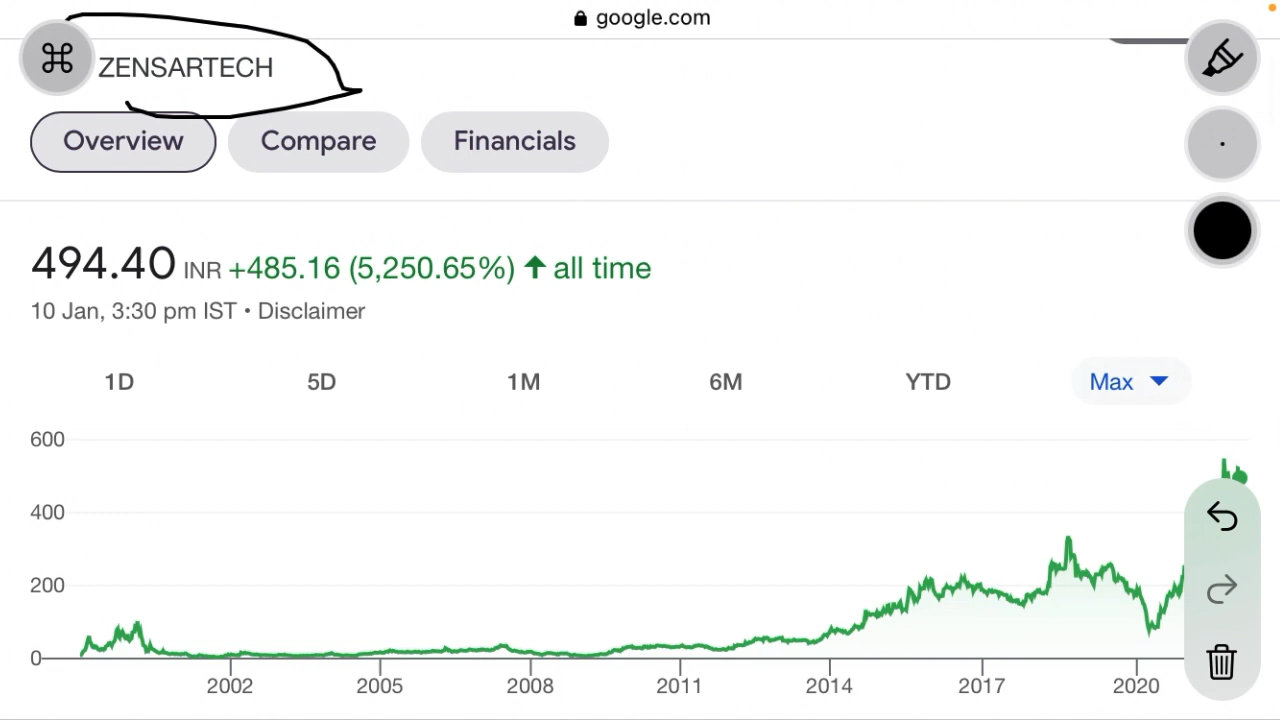 google.com
ZENSARTECH
Overview Compare Financials
494.40 INR +485.16 (5,250.65%) ↑ all time
10 Jan, 3:30 pm IST • Disclaimer
1D 5D 1M 6M YTD Max
600
400
200
0
2002 2005 2008 2011 2014 2017 2020